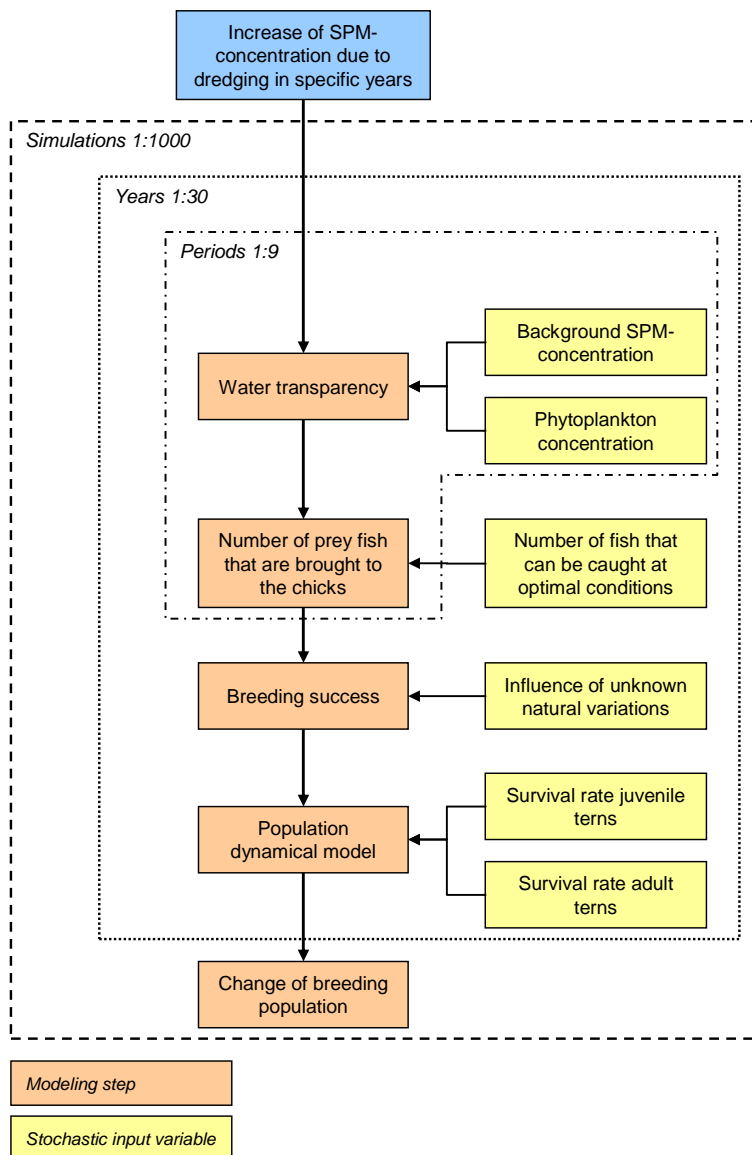 Increase of SPM-
concentration due to
dredging in specific years
Simulations 1:1000
Years 1:30
Periods 1:9
Background SPM-
concentration
Water transparency
Phytoplankton
concentration
Number of prey fish
that are brought to
the chicks
Number of fish that
can be caught at
optimal conditions
Breeding success
Influence of unknown
natural variations
Survival rate juvenile
terns
Population
dynamical model
Survival rate adult
terns
Change of breeding
population
Modeling step
Stochastic input variable